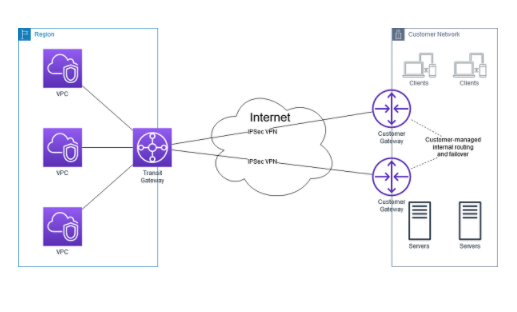 Region
Customer Network
VPC
Clients
Clients
Internet
IPSec VPN
Customer
Gateway
Customer-managed
internal routing
and failover
VPC
Transit
Gateway
IPSec VPN
Customer
Gateway
VPC
Servers
Servers